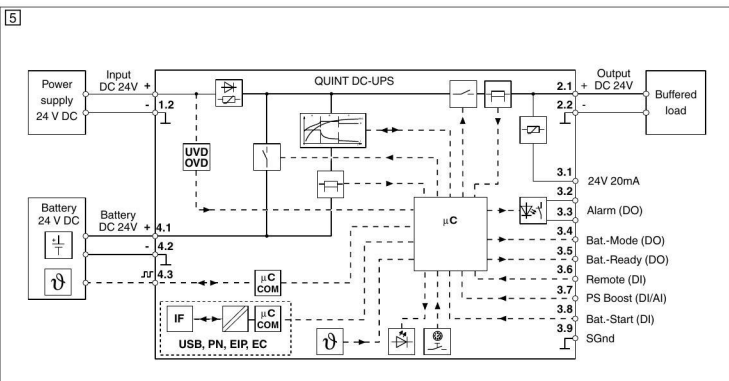 5
QUINT DC-UPS
Power
supply
24 V DC
Input
DC 24V +
- 1.2
UVD
OVD
2.1 Output
+ DC 24V
2.2 -
Buffered
load
3.1 24V 20mA
3.2
3.3 Alarm (DO)
3.4 Bat.-Mode (DO)
3.5 Bat.-Ready (DO)
3.6 Remote (DI)
3.7 PS Boost (DI/AI)
3.8 Bat.-Start (DI)
3.9 SGnd
µC
Battery
24 V DC
Battery
DC 24V + 4.1
- 4.2
4.3
+
ϑ
µC
COM
IF
µC
COM
USB, PN, EIP, EC
ϑ